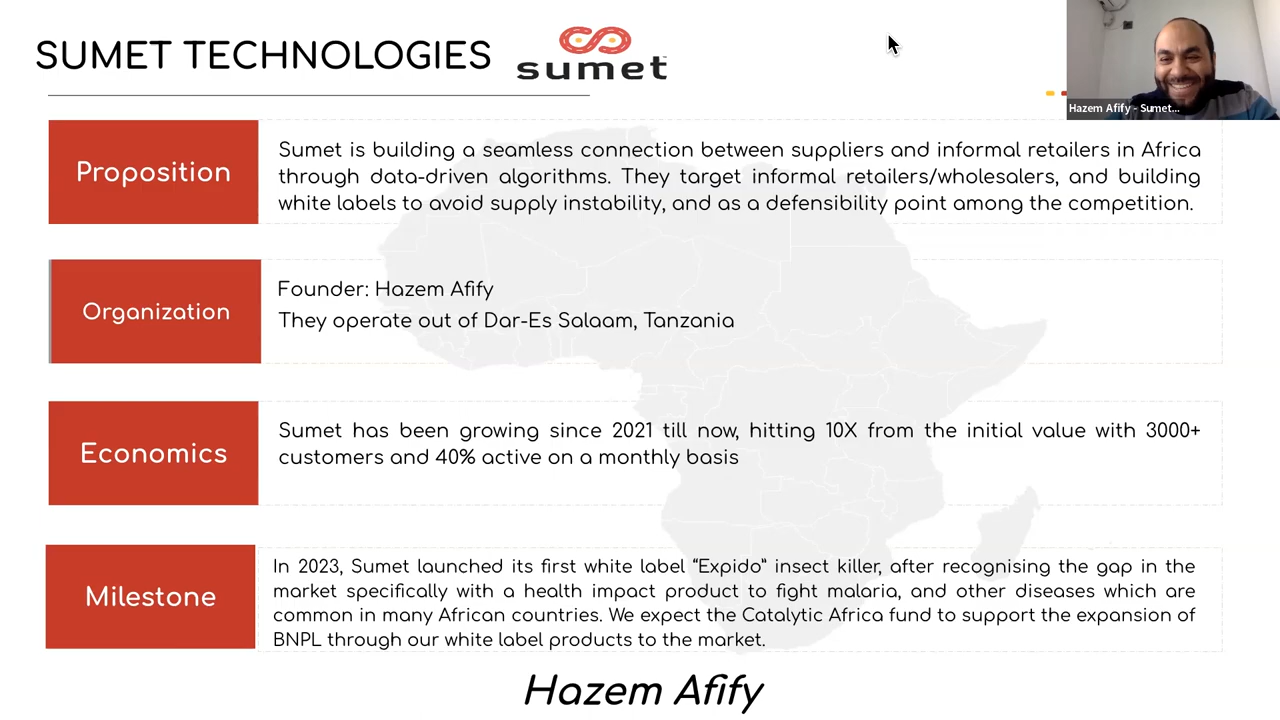 SUMET TECHNOLOGIES
sumet
Hazem Afify - Sumet...
Proposition
Sumet is building a seamless connection between suppliers and informal retailers in Africa
through data-driven algorithms. They target informal retailers/wholesalers, and building
white labels to avoid supply instability, and as a defensibility point among the competition.
Organization
Founder: Hazem Afify
They operate out of Dar-Es Salaam, Tanzania
Economics
Sumet has been growing since 2021 till now, hitting 10X from the initial value with 3000+
customers and 40% active on a monthly basis
Milestone
In 2023, Sumet launched its first white label “Expido” insect killer, after recognising the gap in the
market specifically with a health impact product to fight malaria, and other diseases which are
common in many African countries. We expect the Catalytic Africa fund to support the expansion of
BNPL through our white label products to the market.
Hazem Afify